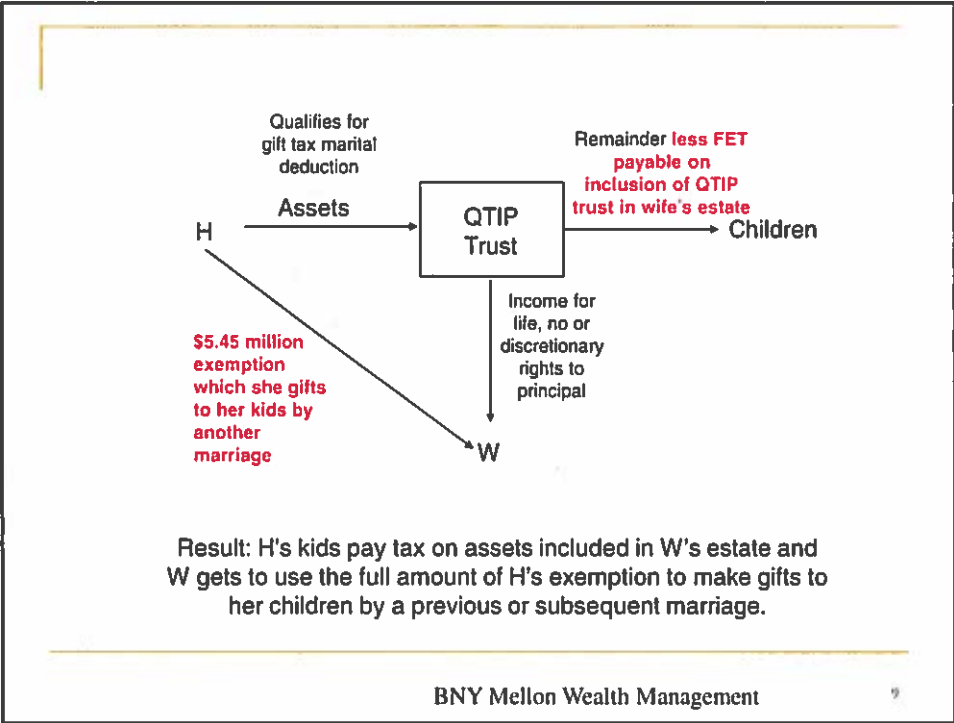 Qualifies for
gift tax marital
deduction
Remainder less FET
payable on
inclusion of QTIP
trust in wife's estate
Assets
H
QTIP
Trust
Children
Income for
life, no or
discretionary
rights to
principal
$5.45 million
exemption
which she gifts
to her kids by
another
marriage
W
Result: H's kids pay tax on assets included in W's estate and
W gets to use the full amount of H's exemption to make gifts to
her children by a previous or subsequent marriage.
BNY Mellon Wealth Management
9